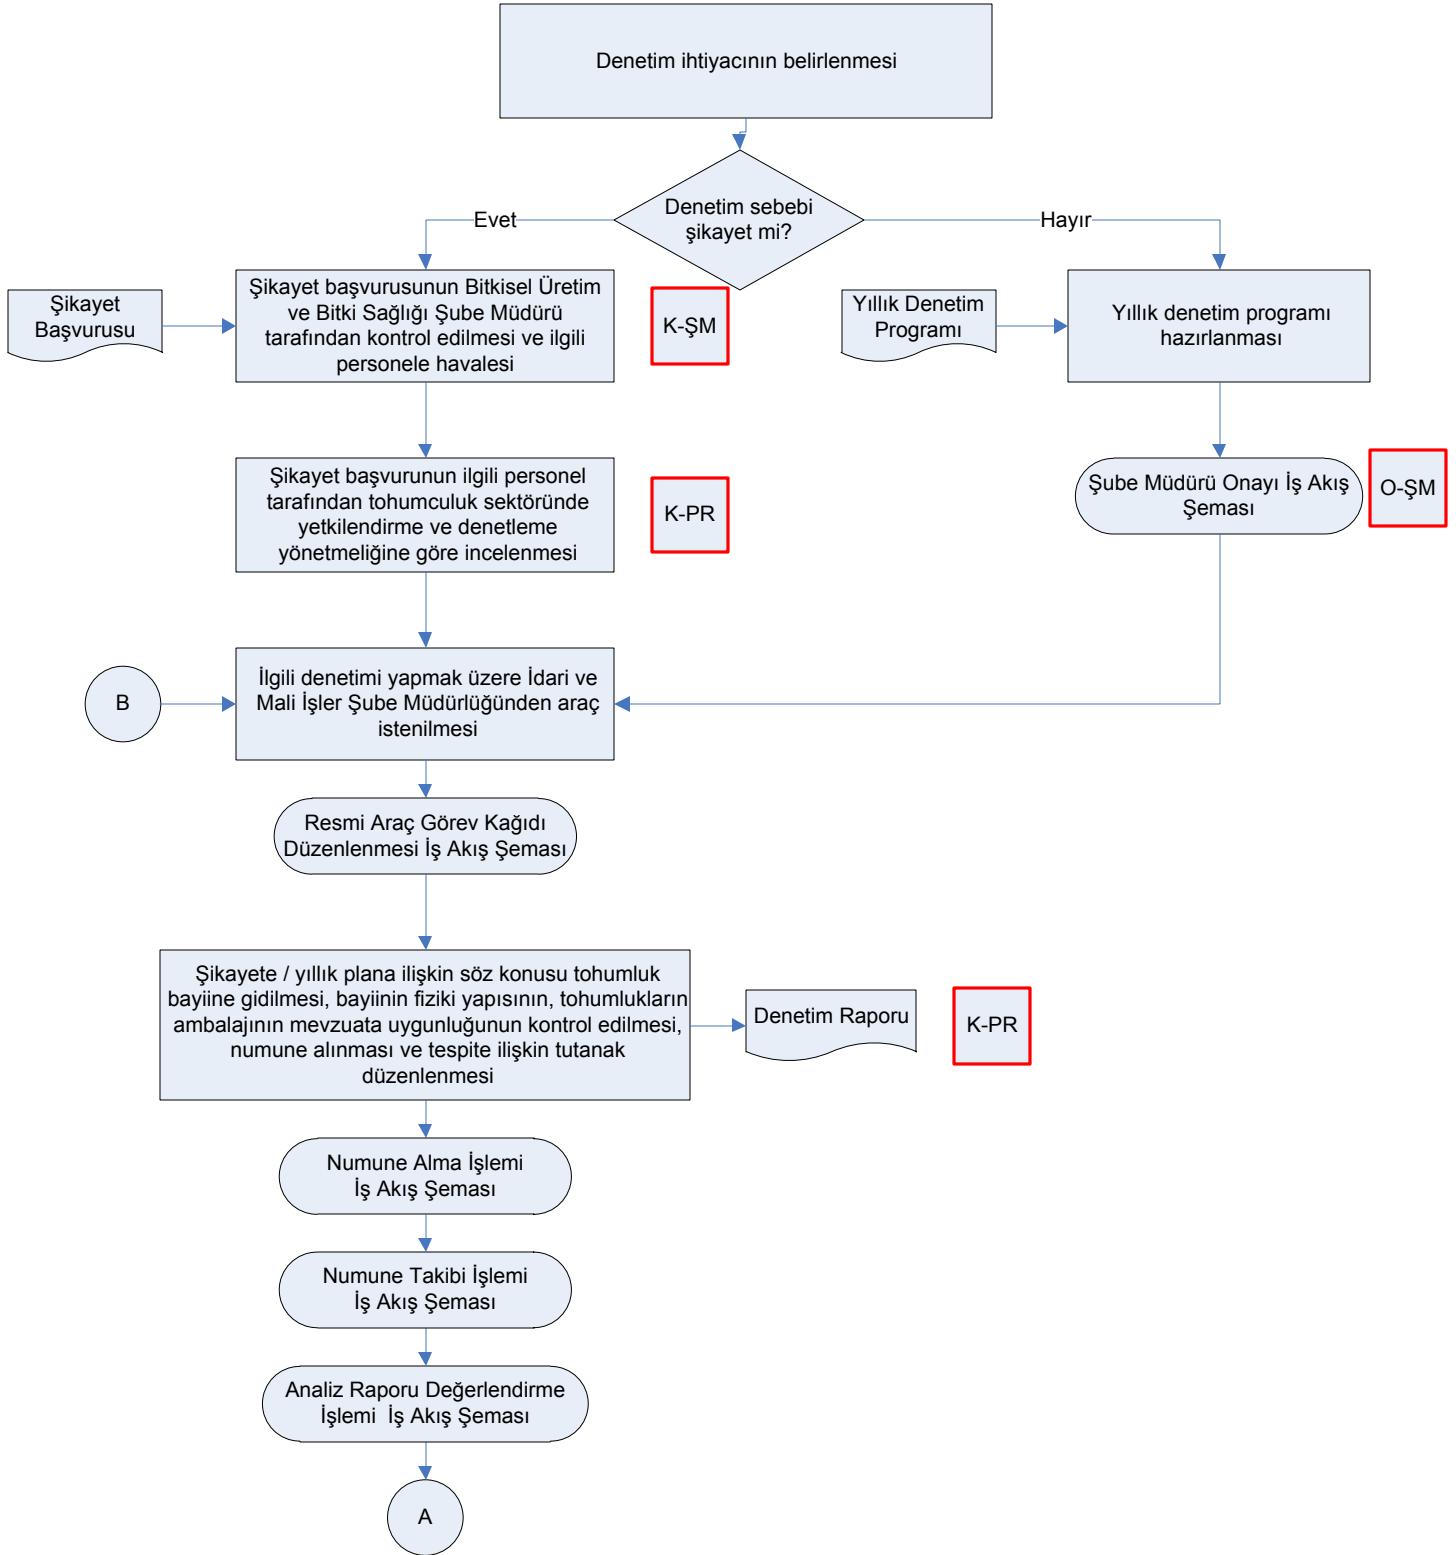 Denetim ihtiyacının belirlenmesi
Denetim sebebi
şikayet mi?
Evet
Hayır
Şikayet
Başvurusu
Şikayet başvurusunun Bitkisel Üretim
ve Bitki Sağlığı Şube Müdürü
tarafından kontrol edilmesi ve ilgili
personele havalesi
K-ŞM
Yıllık Denetim
Programı
Yıllık denetim programı
hazırlanması
Şikayet başvurunun ilgili personel
tarafından tohumculuk sektöründe
yetkilendirme ve denetleme
yönetmeliğine göre incelenmesi
K-PR
Şube Müdürü Onayı İş Akış
Şeması
O-ŞM
B
İlgili denetimi yapmak üzere İdari ve
Mali İşler Şube Müdürlüğünden araç
istenilmesi
Resmi Araç Görev Kağıdı
Düzenlenmesi İş Akış Şeması
Şikayete / yıllık plana ilişkin söz konusu tohumluk
bayiine gidilmesi, bayiinin fiziki yapısının, tohumlukların
ambalajının mevzuata uygunluğunun kontrol edilmesi,
numune alınması ve tespite ilişkin tutanak
düzenlenmesi
Denetim Raporu
K-PR
Numune Alma İşlemi
İş Akış Şeması
Numune Takibi İşlemi
İş Akış Şeması
Analiz Raporu Değerlendirme
İşlemi İş Akış Şeması
A